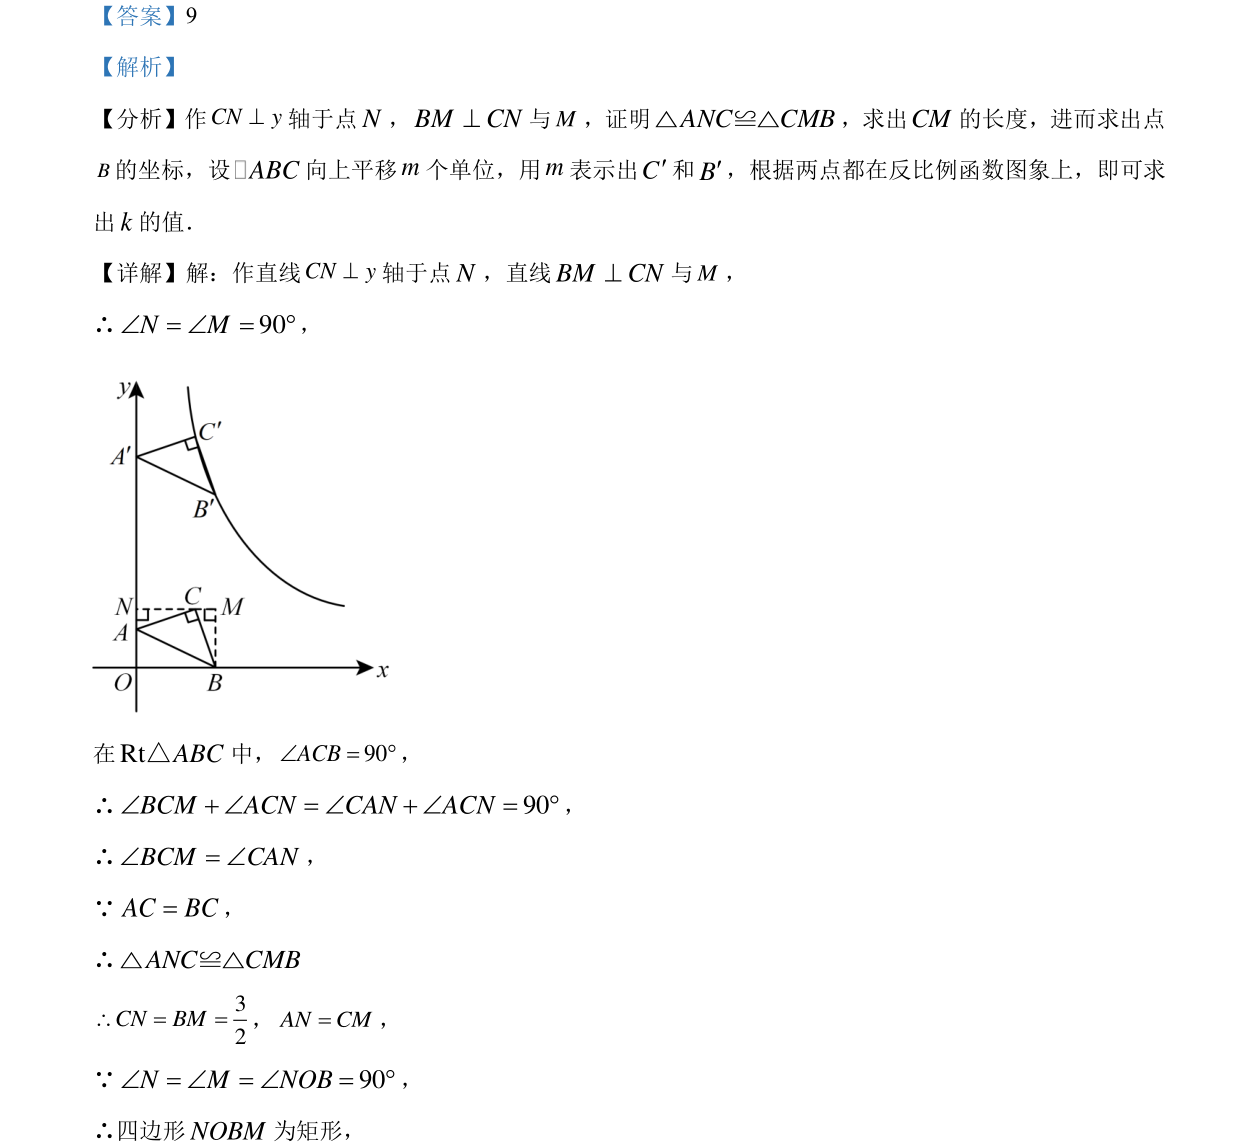 【答案】9
【解析】
【分析】作CN⊥y轴于点N，BM⊥CN与M，证明△ANC≌△CMB，求出CM的长度，进而求出点
B的坐标，设□ABC向上平移m个单位，用m表示出C′和B′，根据两点都在反比例函数图象上，即可求
出k的值．
【详解】解：作直线CN⊥y轴于点N，直线BM⊥CN与M，
∴∠N=∠M=90°，
y
C′
A′
B′
N
C
M
A
x
O
B
在Rt△ABC中，∠ACB=90°，
∴∠BCM+∠ACN=∠CAN+∠ACN=90°，
∴∠BCM=∠CAN，
∵AC=BC，
∴△ANC≌△CMB
∴CN=BM=3/2，AN=CM，
∵∠N=∠M=∠NOB=90°，
∴四边形NOBM为矩形，